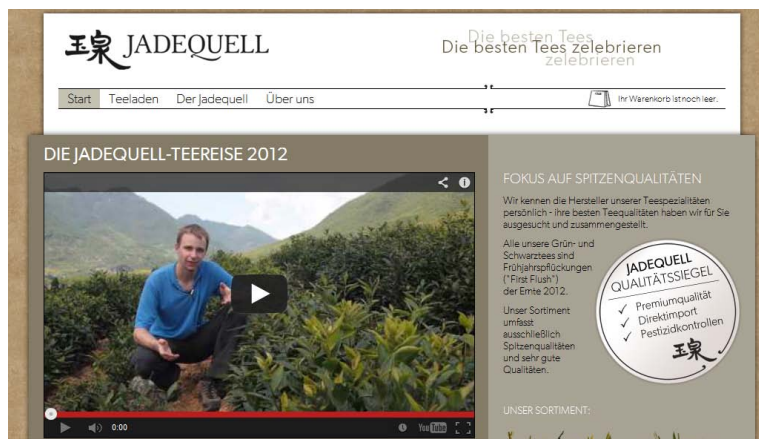 玉泉 JADEQUELL
Die besten Tees
Die besten Tees zelebrieren
zelebrieren
Start Teeladen Der Jadequell Über uns
Ihr Warenkorb ist noch leer.
DIE JADEQUELL-TEEREISE 2012
0:00
YouTube
FOKUS AUF SPITZENQUALITÄTEN
Wir kennen die Hersteller unserer Teespezialitäten
persönlich - ihre besten Teequalitäten haben wir für Sie
ausgesucht und zusammengestellt.
Alle unsere Grün- und
Schwarztees sind
Frühjahrspflückungen
("First Flush")
der Ernte 2012.
Unser Sortiment
umfasst
ausschließlich
Spitzenqualitäten
und sehr gute
Qualitäten.
JADEQUELL
QUALITÄTSSIEGEL
✓ Premiumqualität
✓ Direktimport
✓ Pestizidkontrollen
玉泉
UNSER SORTIMENT: